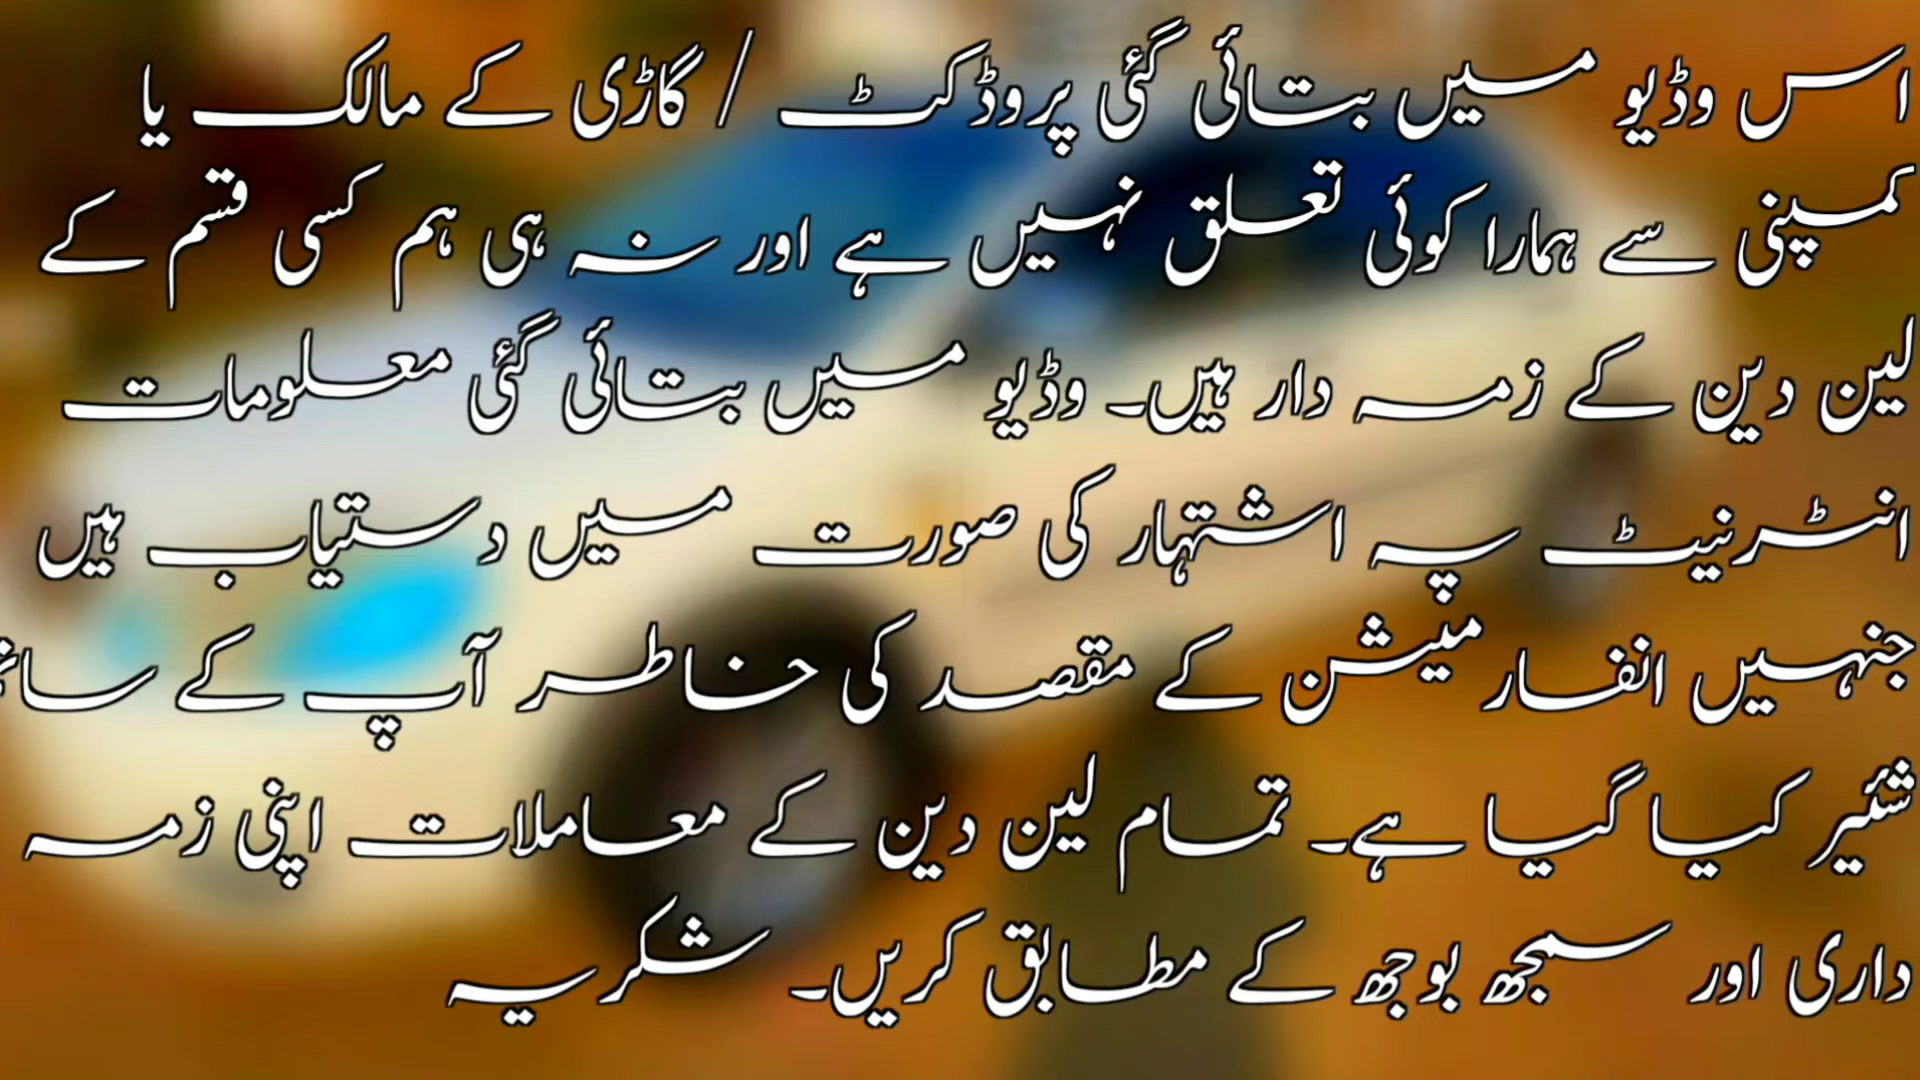 اس وڈیو میں بتائی گئی پروڈکٹ / گاڑی کے مالک یا
کمپنی سے ہمارا کوئی تعلق نہیں ہے اور نہ ہی ہم کسی قسم کے
لین دین کے زمہ دار ہیں۔ وڈیو میں بتائی گئی معلومات
انٹرنیٹ پہ اشتہار کی صورت میں دستیاب ہیں
جنہیں انفارمیشن کے مقصد کی خاطر آپ کے
شئیر کیا گیا ہے۔ تمام لین دین کے معاملات اپنی زمہ
داری اور سمجھ بوجھ کے مطابق کریں۔ شکریہ